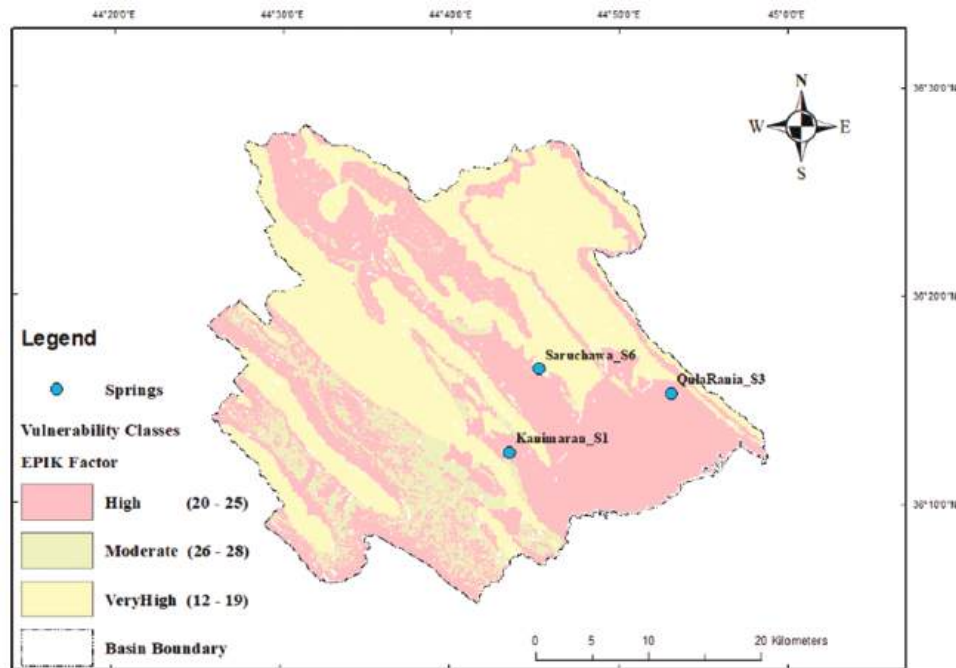 44°20'0"E 44°30'0"E 44°40'0"E 44°50'0"E 45°0'0"E
36°30'0"N
N
W E
S
36°20'0"N
Legend
Springs
Vulnerability Classes
EPIK Factor
High (20 - 25)
Moderate (26 - 28)
VeryHigh (12 - 19)
Basin Boundary
Saruchawa_S6
QulaRania_S3
Kanimaran_S1
36°10'0"N
0 5 10 20 Kilometers